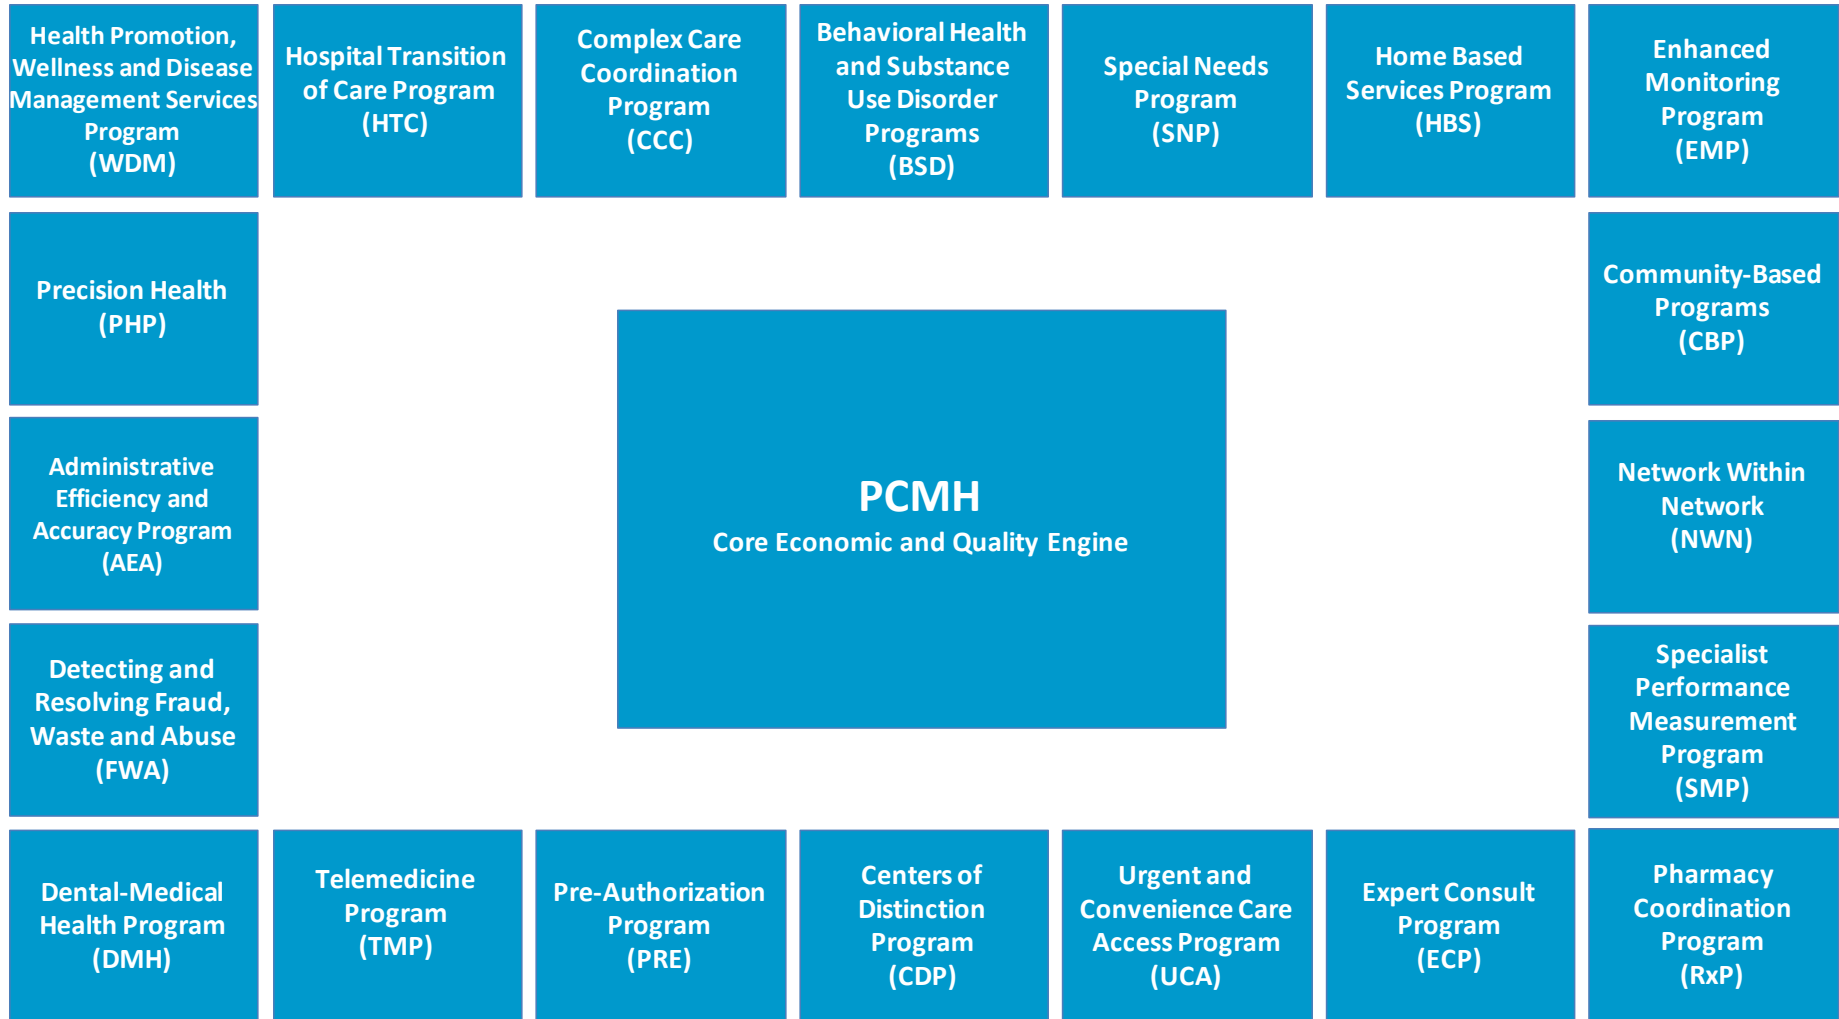 Health Promotion,
Wellness and Disease
Management Services
Program
(WDM)
Hospital Transition
of Care Program
(HTC)
Complex Care
Coordination
Program
(CCC)
Behavioral Health
and Substance
Use Disorder
Programs
(BSD)
Special Needs
Program
(SNP)
Home Based
Services Program
(HBS)
Enhanced
Monitoring
Program
(EMP)
Precision Health
(PHP)
Community-Based
Programs
(CBP)
Administrative
Efficiency and
Accuracy Program
(AEA)
PCMH
Core Economic and Quality Engine
Network Within
Network
(NWN)
Detecting and
Resolving Fraud,
Waste and Abuse
(FWA)
Specialist
Performance
Measurement
Program
(SMP)
Dental-Medical
Health Program
(DMH)
Telemedicine
Program
(TMP)
Pre-Authorization
Program
(PRE)
Centers of
Distinction
Program
(CDP)
Urgent and
Convenience Care
Access Program
(UCA)
Expert Consult
Program
(ECP)
Pharmacy
Coordination
Program
(RxP)